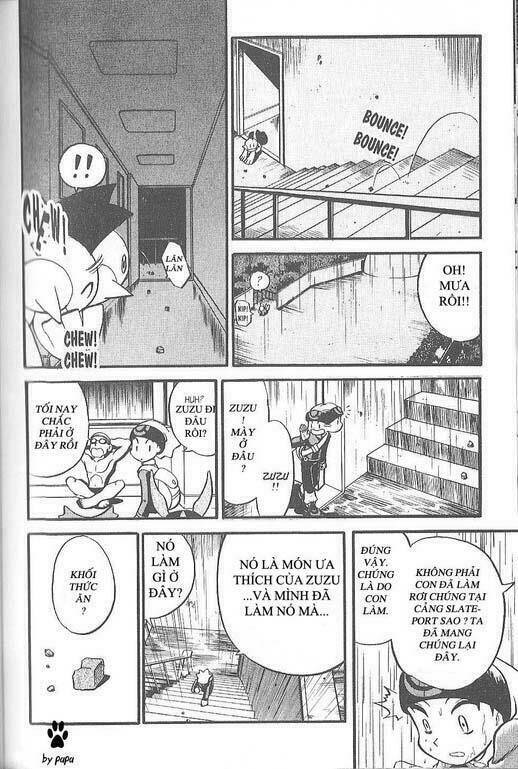 !!
CHEW!
CHEW!
CHEW!
LĂN
LĂN
BOUNCE!
BOUNCE!
?
NIP!
NIP!
OH!
MƯA
RỒI!!
TỐI NAY
CHẮC
PHẢI Ở
ĐÂY RỒI
HUH?
ZUZU ĐI
ĐÂU
RỒI?
ZUZU
!
MÀY Ở
ĐÂU
?
ZUZU
!!
KHỐI
THỨC
ĂN
?
NÓ
LÀM
GÌ Ở
ĐÂY?
NÓ LÀ MÓN ƯA
THÍCH CỦA ZUZU
...VÀ MÌNH ĐÃ
LÀM NÓ MÀ...
ĐÚNG
VẬY.
CHÚNG
LÀ DO
CON
LÀM.
KHÔNG PHẢI
CON ĐÃ LÀM
RƠI CHÚNG TẠI
CẢNG SLATE-
PORT SAO ? TA
ĐÃ MANG
CHÚNG LẠI
ĐÂY.
by papa